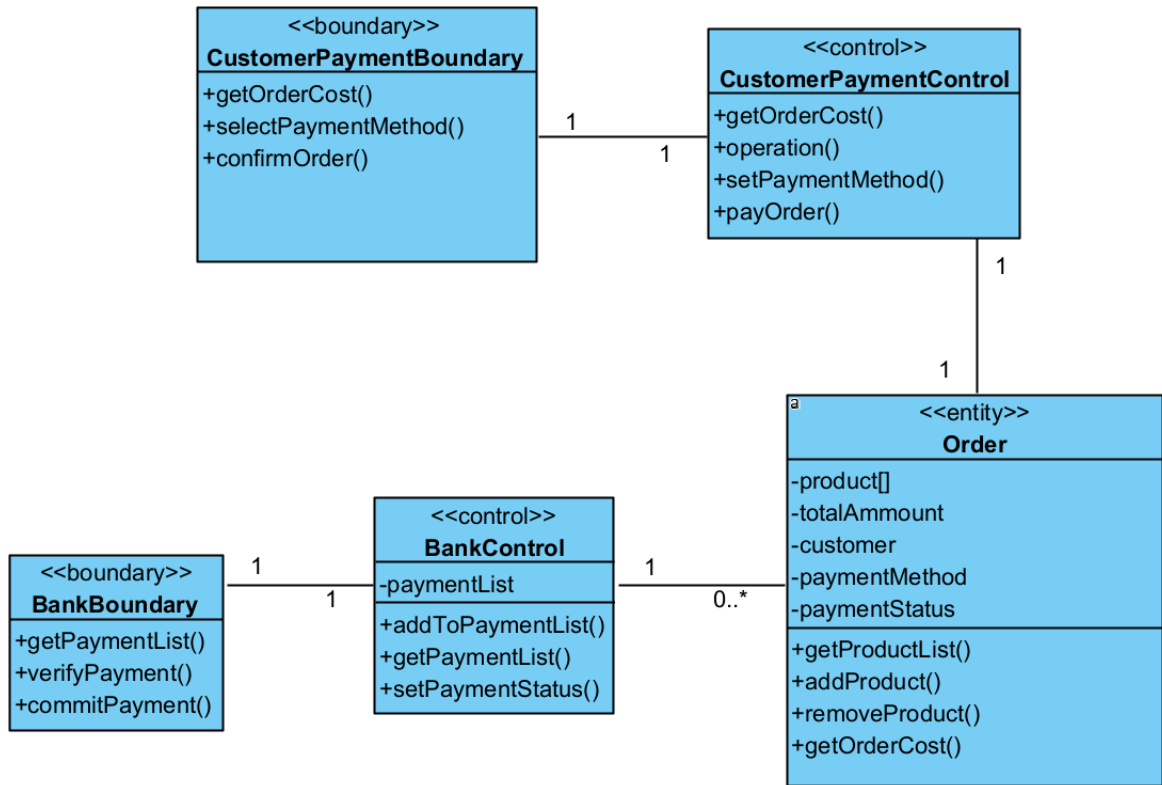 <<boundary>>
CustomerPaymentBoundary
+getOrderCost()
+selectPaymentMethod()
+confirmOrder()
1
1
<<control>>
CustomerPaymentControl
+getOrderCost()
+operation()
+setPaymentMethod()
+payOrder()
1
1
a
<<entity>>
Order
-product[]
-totalAmmount
-customer
-paymentMethod
-paymentStatus
+getProductList()
+addProduct()
+removeProduct()
+getOrderCost()
<<control>>
BankControl
-paymentList
+addToPaymentList()
+getPaymentList()
+setPaymentStatus()
1
0..*
<<boundary>>
BankBoundary
+getPaymentList()
+verifyPayment()
+commitPayment()
1
1